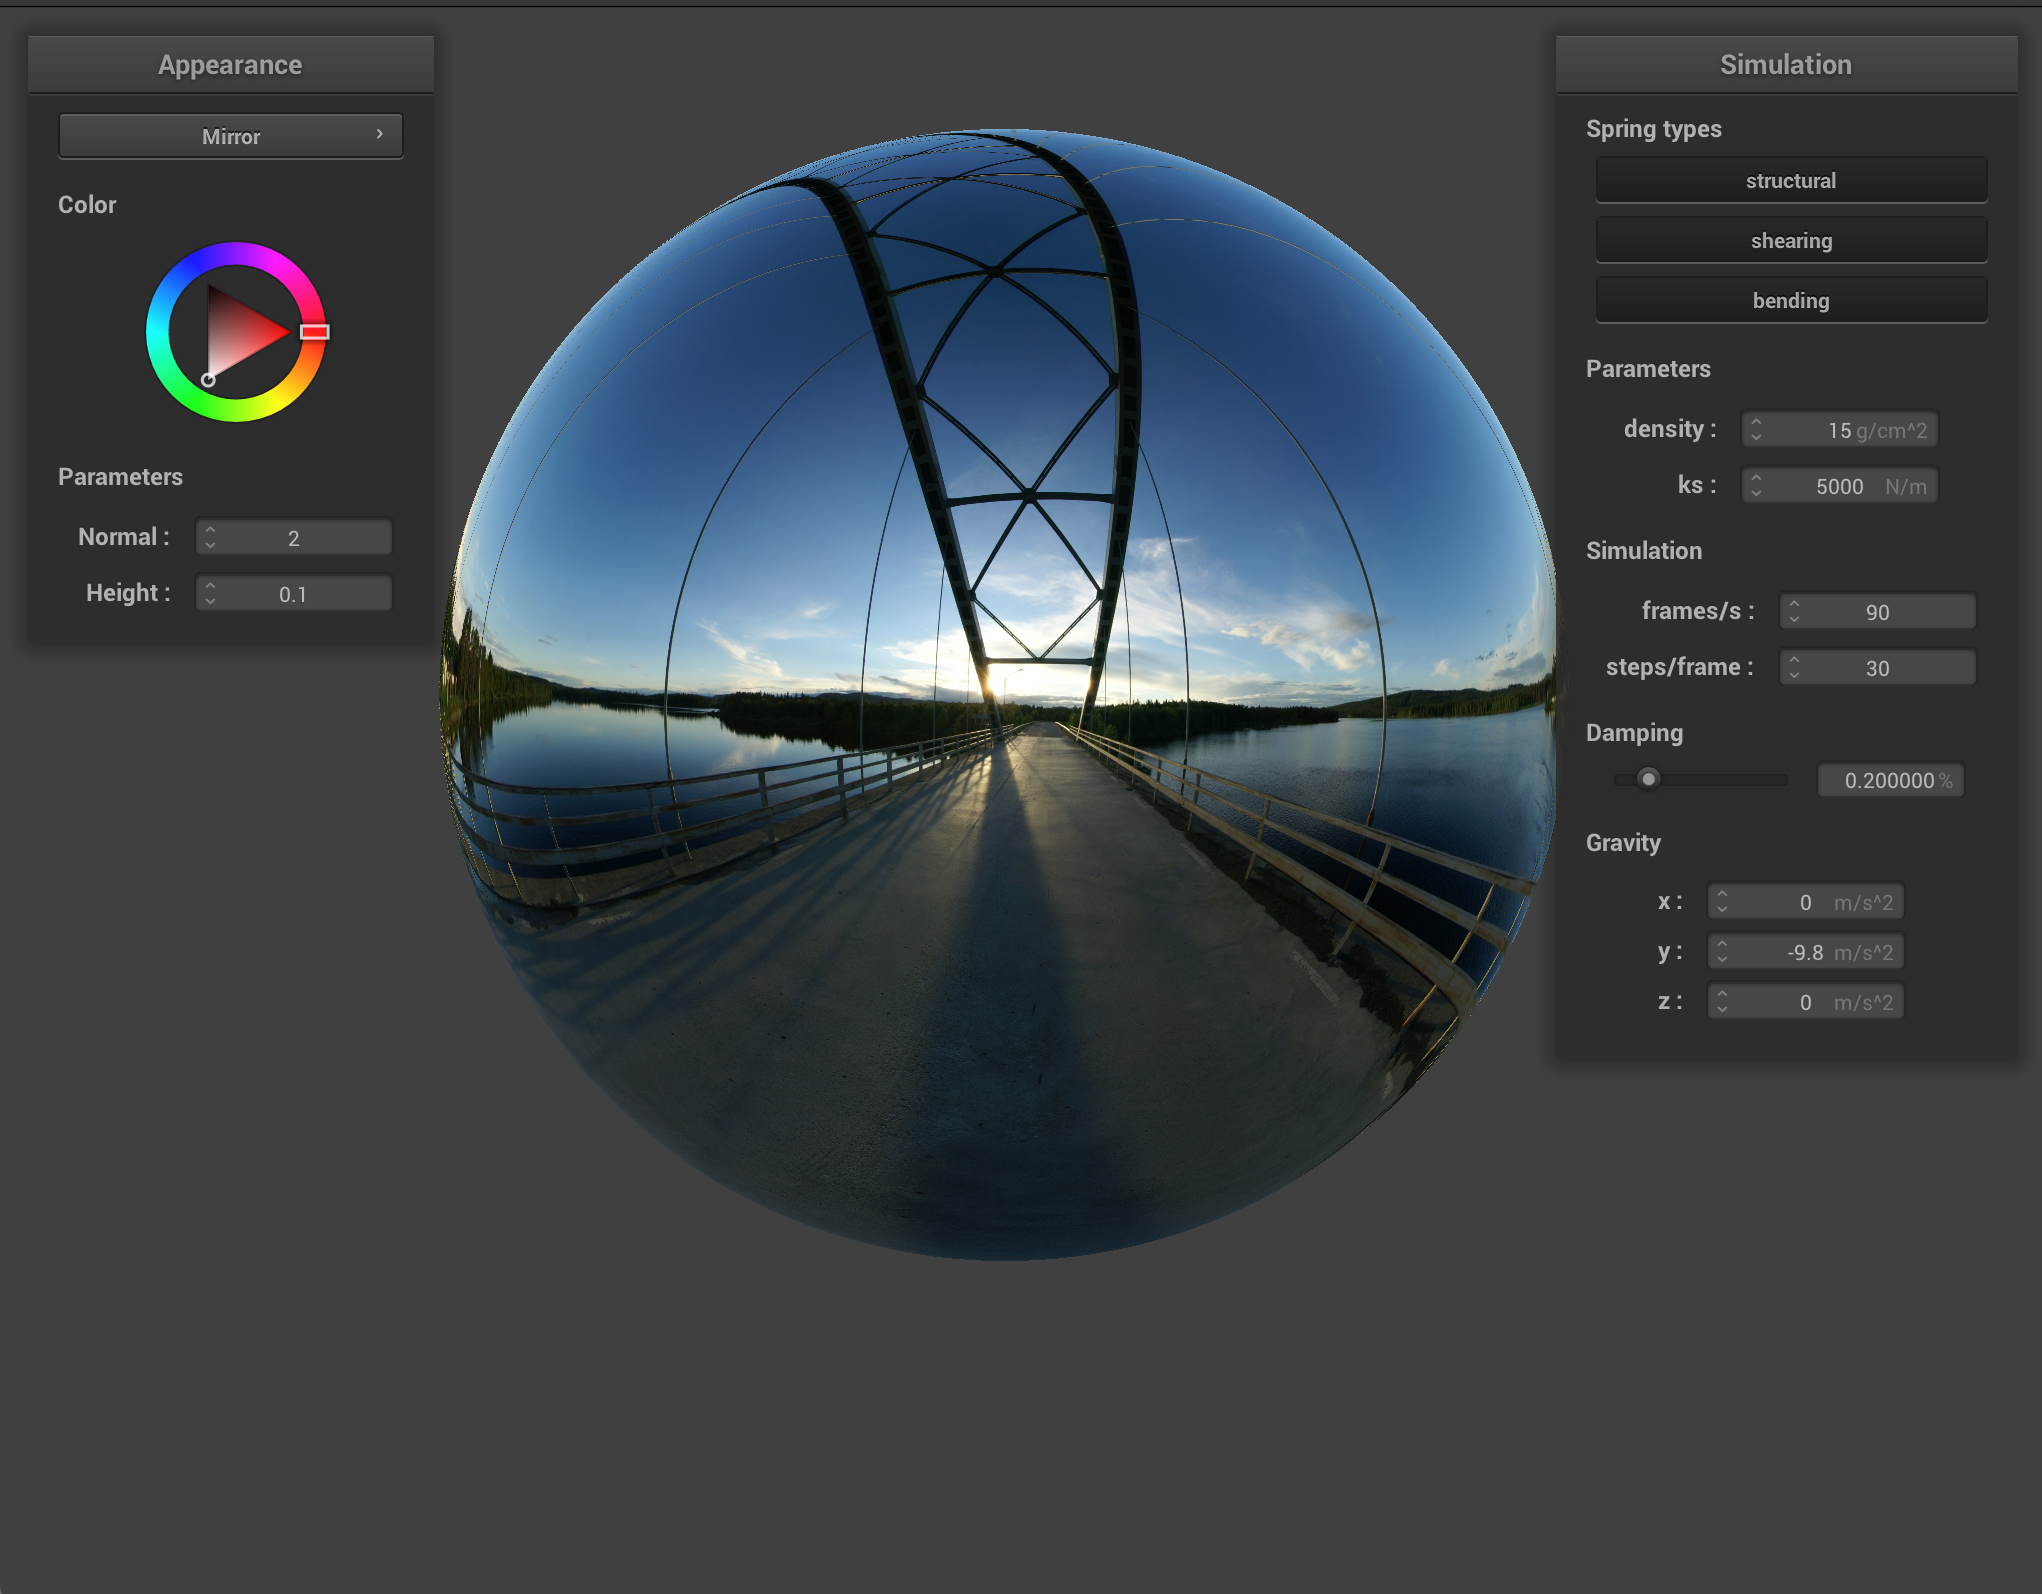 Appearance
Mirror
Color
Parameters
Normal :
2
Height :
0.1
Simulation
Spring types
structural
shearing
bending
Parameters
density :
15 g/cm^2
ks :
5000 N/m
Simulation
frames/s :
90
steps/frame :
30
Damping
0.200000 %
Gravity
x :
0 m/s^2
y :
-9.8 m/s^2
z :
0 m/s^2